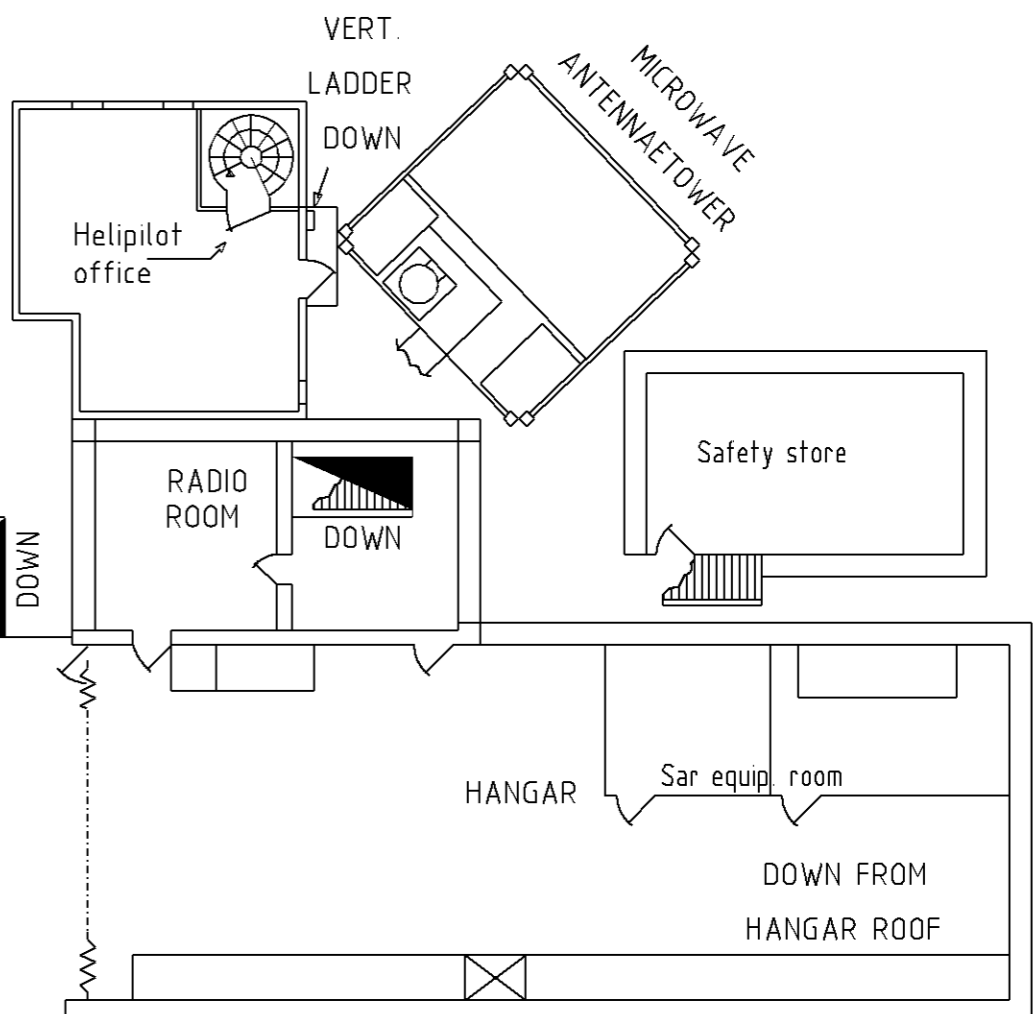 VERT.
LADDER
DOWN
MICROWAVE
ANTENNAETOWER
Helipilot
office
Safety store
RADIO
ROOM
DOWN
DOWN
HANGAR
Sar equip. room
DOWN FROM
HANGAR ROOF